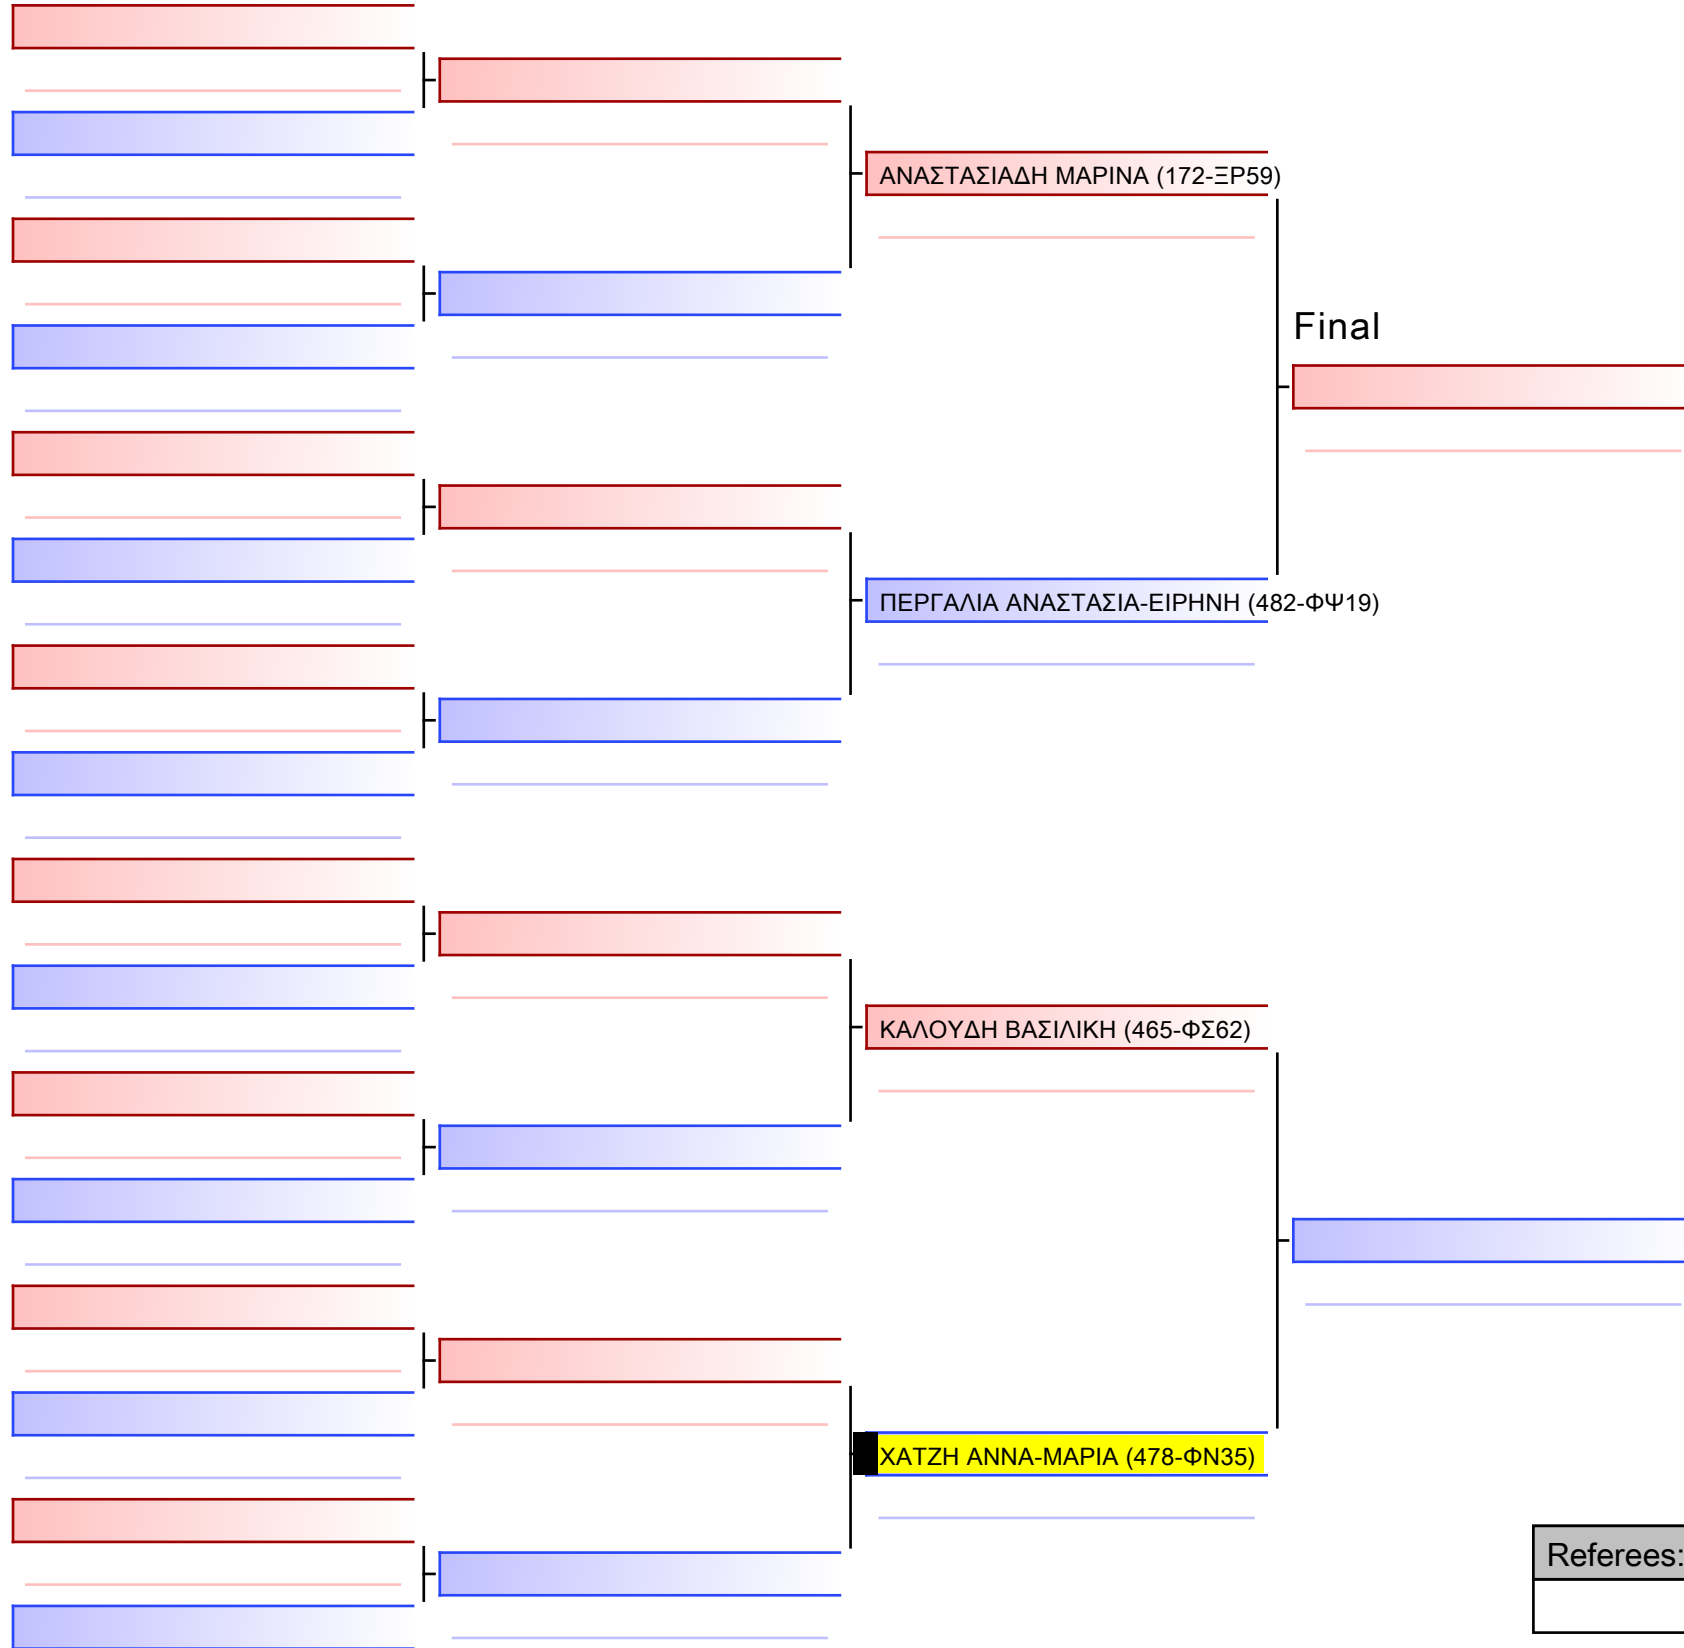 ΑΝΑΣΤΑΣΙΑΔΗ ΜΑΡΙΝΑ (172-ΞΡ59)
Final
ΠΕΡΓΑΛΙΑ ΑΝΑΣΤΑΣΙΑ-ΕΙΡΗΝΗ (482-ΦΨ19)
ΚΑΛΟΥΔΗ ΒΑΣΙΛΙΚΗ (465-ΦΣ62)
ΧΑΤΖΗ ΑΝΝΑ-ΜΑΡΙΑ (478-ΦΝ35)
Referees: